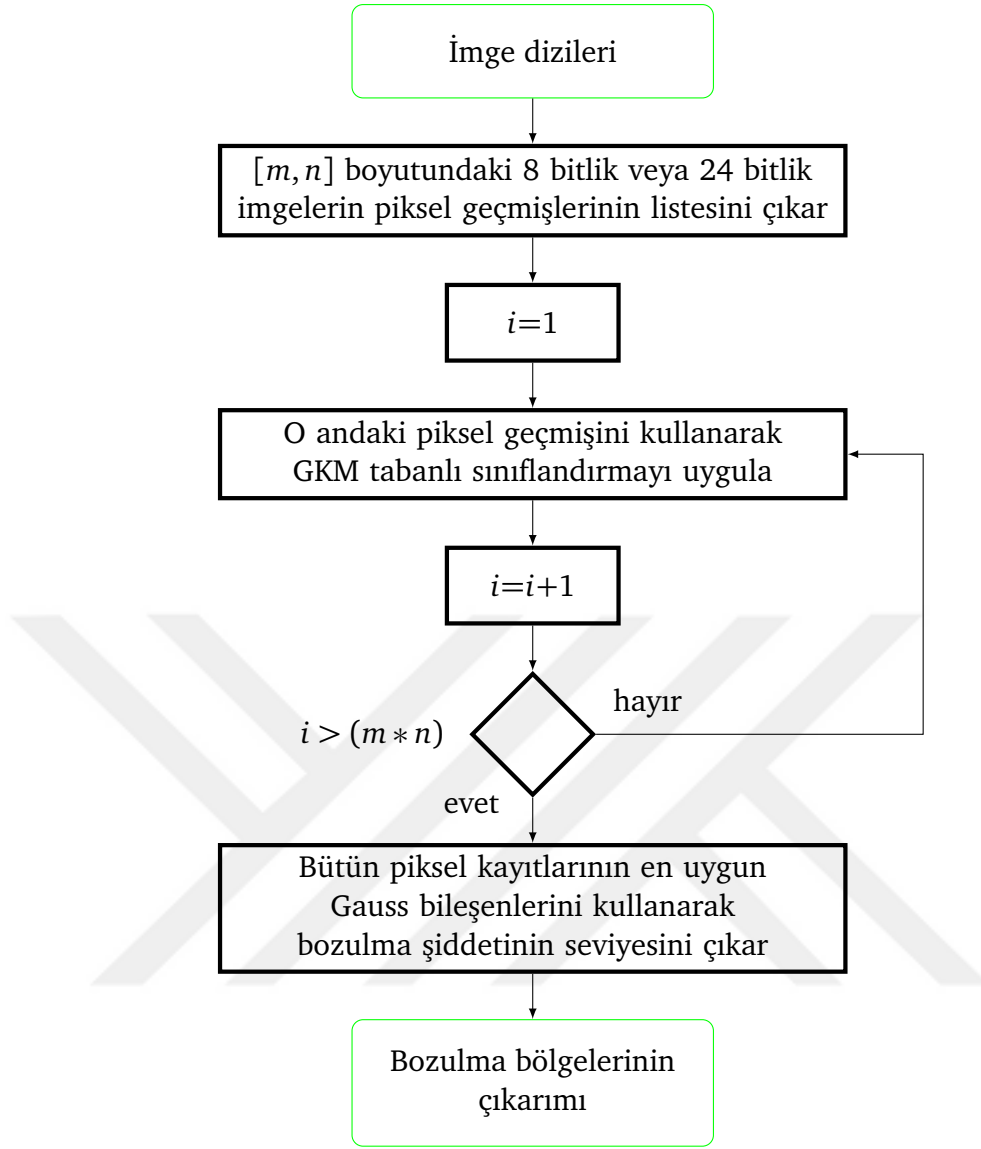 İmge dizileri
[m, n] boyutundaki 8 bitlik veya 24 bitlik
imgelerin piksel geçmişlerinin listesini çıkar
i=1
O andaki piksel geçmişini kullanarak
GKM tabanlı sınıflandırmayı uygula
i=i+1
hayır
i > (m * n)
evet
Bütün piksel kayıtlarının en uygun
Gauss bileşenlerini kullanarak
bozulma şiddetinin seviyesini çıkar
Bozulma bölgelerinin
çıkarımı